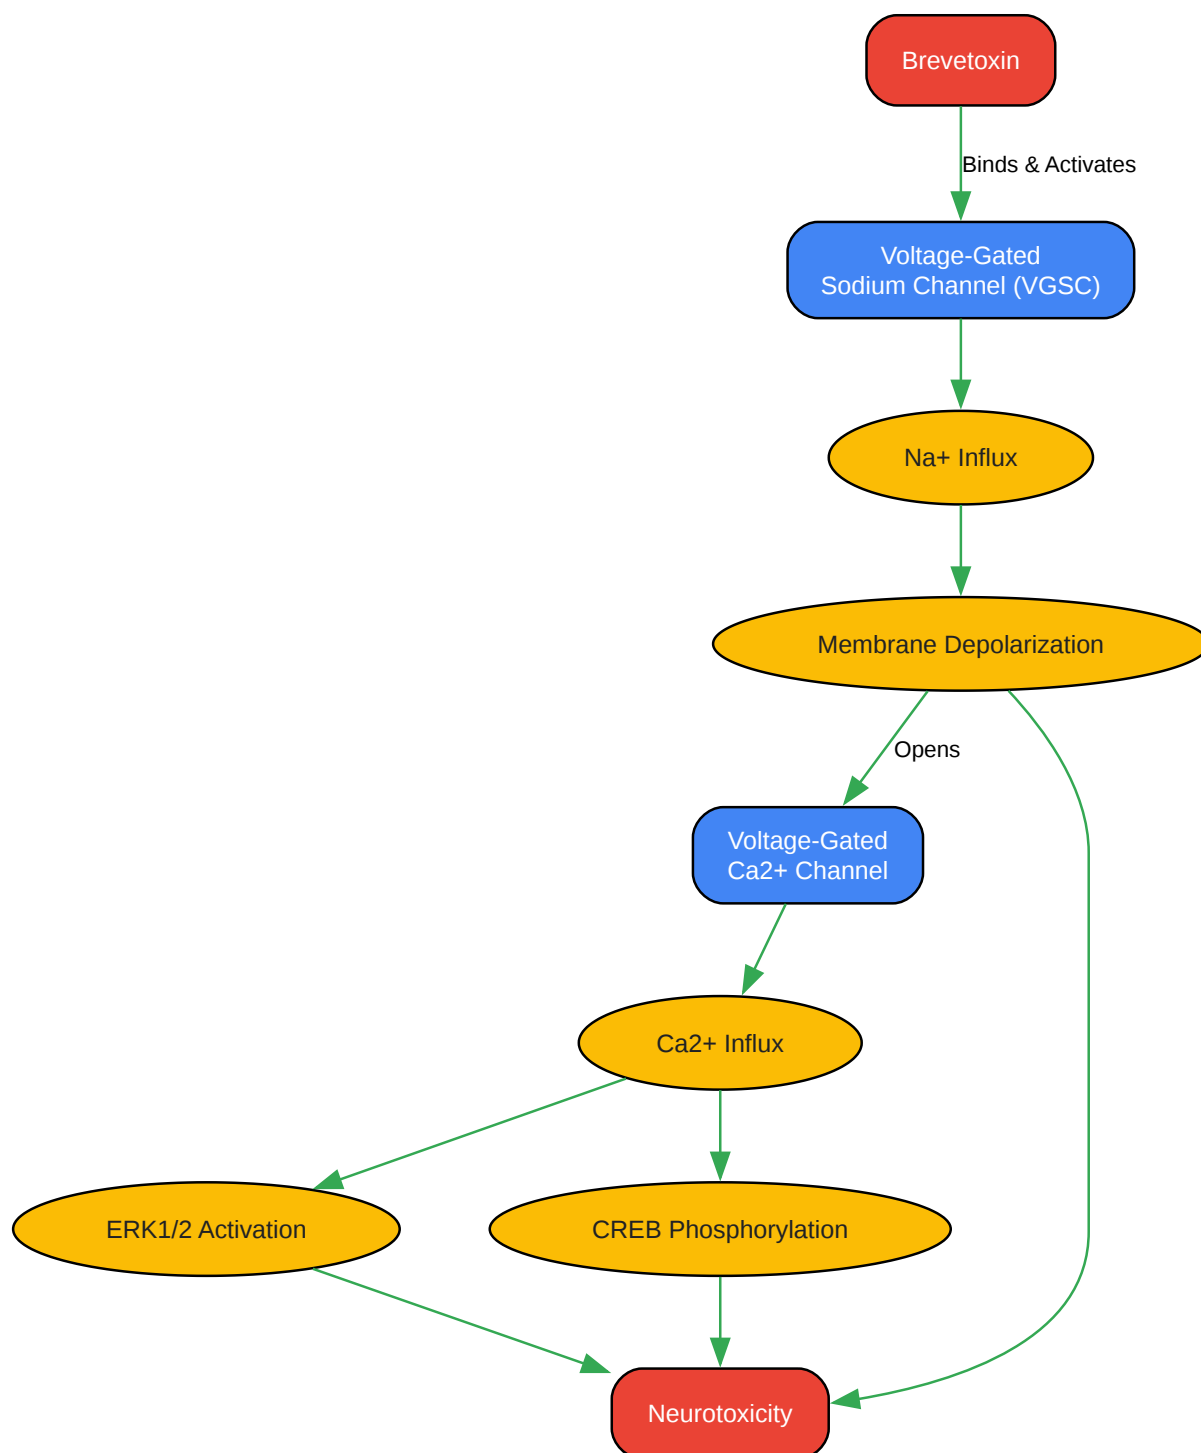 Brevetoxin
Binds & Activates
Voltage-Gated
Sodium Channel (VGSC)
Na+ Influx
Membrane Depolarization
Opens
Voltage-Gated
Ca2+ Channel
Ca2+ Influx
ERK1/2 Activation
CREB Phosphorylation
Neurotoxicity